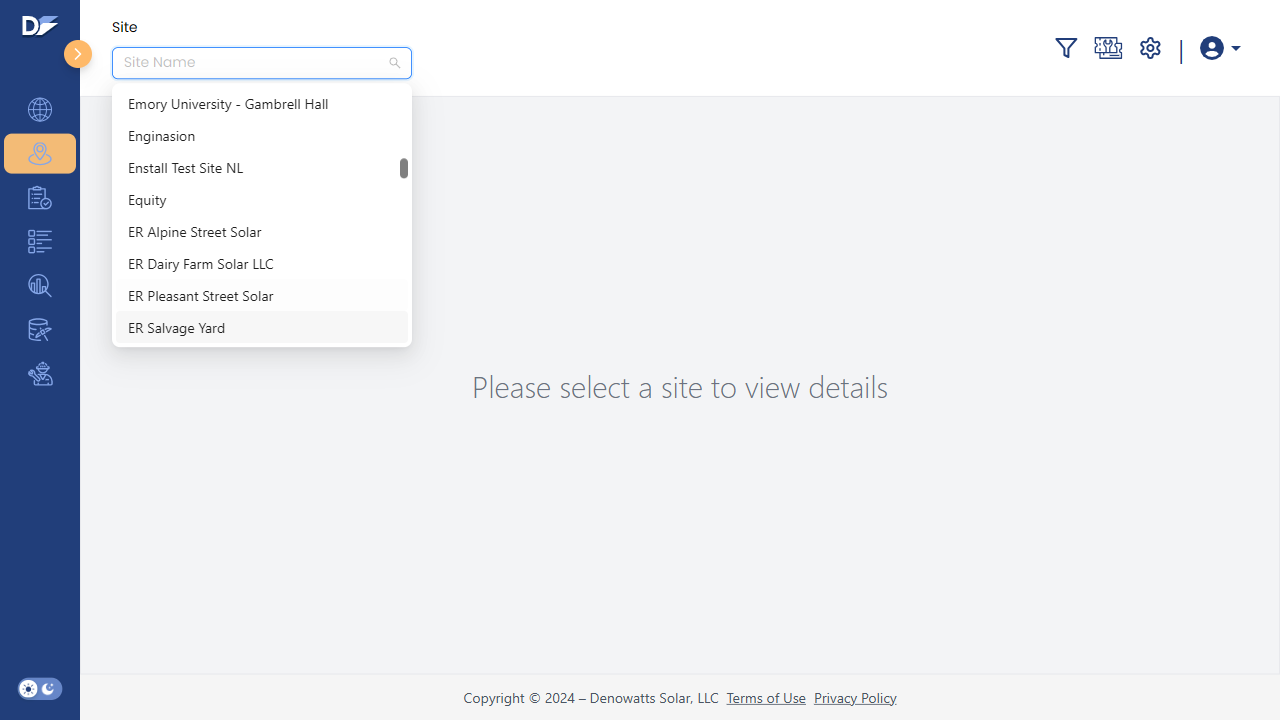 Site
Site Name
Emory University - Gambrell Hall
Enginasion
Enstall Test Site NL
Equity
ER Alpine Street Solar
ER Dairy Farm Solar LLC
ER Pleasant Street Solar
ER Salvage Yard
Please select a site to view details
Copyright © 2024 – Denowatts Solar, LLC Terms of Use Privacy Policy